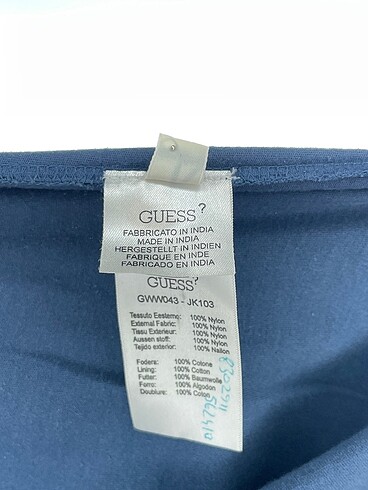 GUESS?
FABBRICATO IN INDIA
MADE IN INDIA
HERGESTELLT IN INDIEN
FABRIQUE EN INDE
FABRICADO EN INDIA
GUESS?
GWW043 - JK103
Tessuto Eesterno: 100% Nylon
External Fabric: 100% Nylon
Tissu Exterieur: 100% Nylon
Aussen stoff: 100% Nylon
Tejido exterior: 100% Nailon
Fodera: 100% Cotone
Lining: 100% Cotton
Futter: 100% Baumwolle
Forro: 100% Algodon
Doublure: 100% Coton